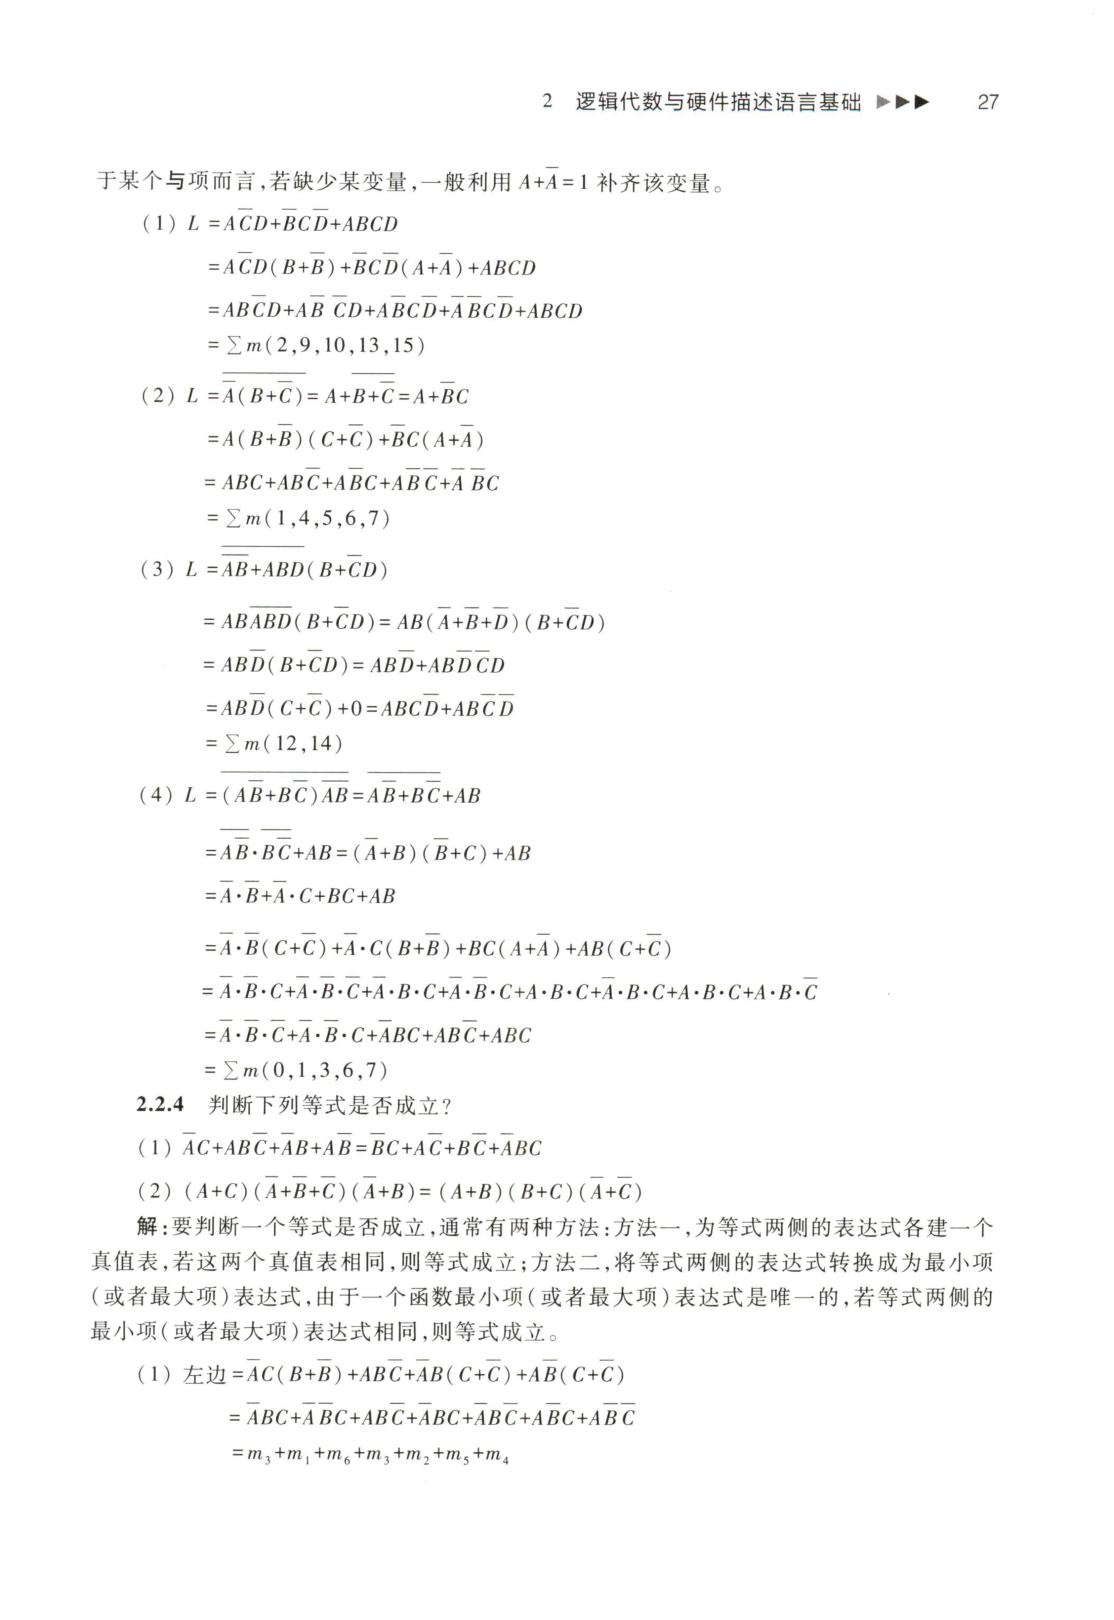 2 逻辑代数与硬件描述语言基础 ▶▶▶ 27
于某个与项而言,若缺少某变量,一般利用 A+A̅=1 补齐该变量。
(1) L =AC̅D+B̅CD̅+ABCD
=AC̅D(B+B̅)+B̅CD̅(A+A̅)+ABCD
=ABC̅D+AB̅ C̅D+AB̅CD̅+A̅ B̅CD̅+ABCD
=∑m(2,9,10,13,15)
(2) L =\overline{A̅(B+C̅)}= A+\overline{B+C̅}=A+B̅C
=A(B+B̅)(C+C̅)+B̅C(A+A̅)
= ABC+ABC̅+AB̅C+AB̅ C̅+A̅ B̅C
=∑m(1,4,5,6,7)
(3) L =\overline{\overline{AB}+ABD}(B+C̅D)
= AB\overline{ABD}(B+C̅D)= AB(A̅+B̅+D̅)(B+C̅D)
= ABD̅(B+C̅D)= ABD̅+ABD̅ C̅D
=ABD̅(C+C̅)+0=ABCD̅+ABC̅ D̅
=∑m(12,14)
(4) L =\overline{(AB̅+BC̅)\overline{AB}}=\overline{AB̅+BC̅}+AB
=\overline{AB̅}·\overline{BC̅}+AB=(A̅+B)(B̅+C)+AB
=A̅·B̅+A̅·C+BC+AB
=A̅·B̅(C+C̅)+A̅·C(B+B̅)+BC(A+A̅)+AB(C+C̅)
= A̅·B̅·C+A̅·B̅·C̅+A̅·B·C+A̅·B̅·C+A·B·C+A̅·B·C+A·B·C+A·B·C̅
=A̅·B̅·C̅+A̅·B̅·C+A̅BC+ABC̅+ABC
=∑m(0,1,3,6,7)
2.2.4 判断下列等式是否成立?
(1) A̅C+ABC̅+A̅B+AB̅=B̅C+AC̅+BC̅+A̅BC
(2) (A+C)(A̅+B̅+C̅)(A̅+B)= (A+B)(B+C)(A̅+C̅)
解:要判断一个等式是否成立,通常有两种方法:方法一,为等式两侧的表达式各建一个
真值表,若这两个真值表相同,则等式成立;方法二,将等式两侧的表达式转换成为最小项
(或者最大项)表达式,由于一个函数最小项(或者最大项)表达式是唯一的,若等式两侧的
最小项(或者最大项)表达式相同,则等式成立。
(1) 左边=A̅C(B+B̅)+ABC̅+A̅B(C+C̅)+AB̅(C+C̅)
= A̅BC+A̅ B̅C+ABC̅+A̅BC+A̅BC̅+AB̅C+AB̅ C̅
=m₃+m₁+m₆+m₃+m₂+m₅+m₄